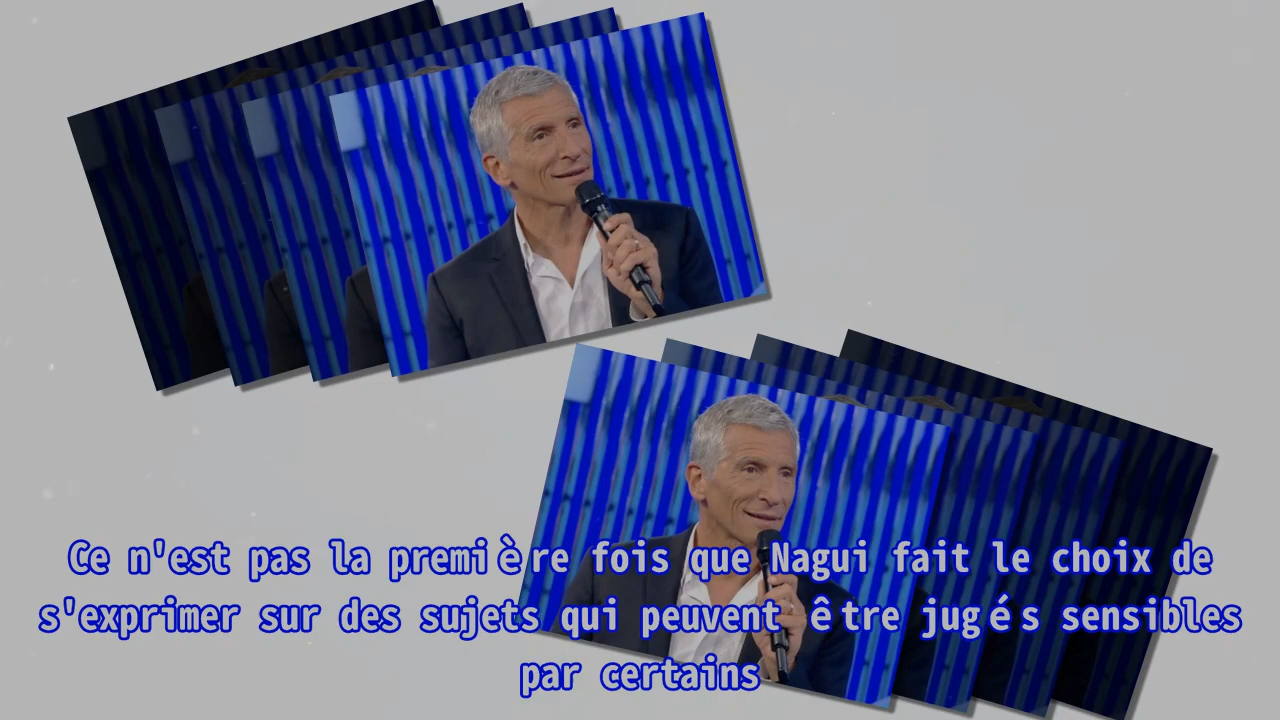 Ce n'est pas la première fois que Nagui fait le choix de
s'exprimer sur des sujets qui peuvent être jugés sensibles
par certains